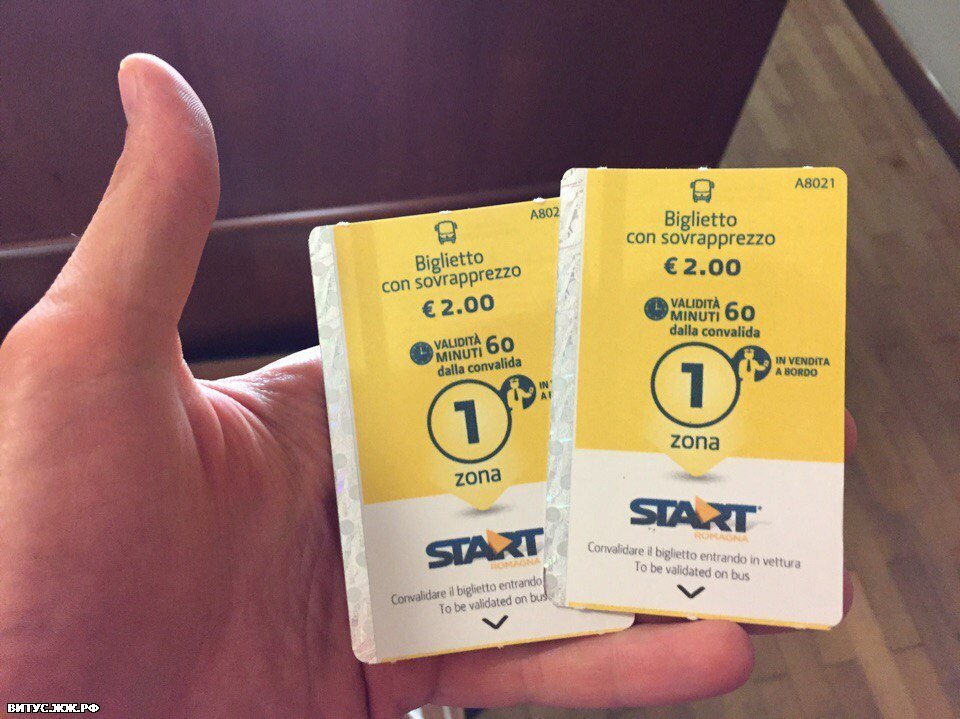 A802
Biglietto
con sovrapprezzo
€ 2.00
VALIDITÀ
MINUTI 60
dalla convalida
1
zona
START
ROMAGNA
Convalidare il biglietto entrando
To be validated on bus
A8021
Biglietto
con sovrapprezzo
€ 2.00
VALIDITÀ
MINUTI 60
dalla convalida
1
IN VENDITA
A BORDO
zona
START
ROMAGNA
Convalidare il biglietto entrando in vettura
To be validated on bus
ВИТУС.ЖЖ.РФ